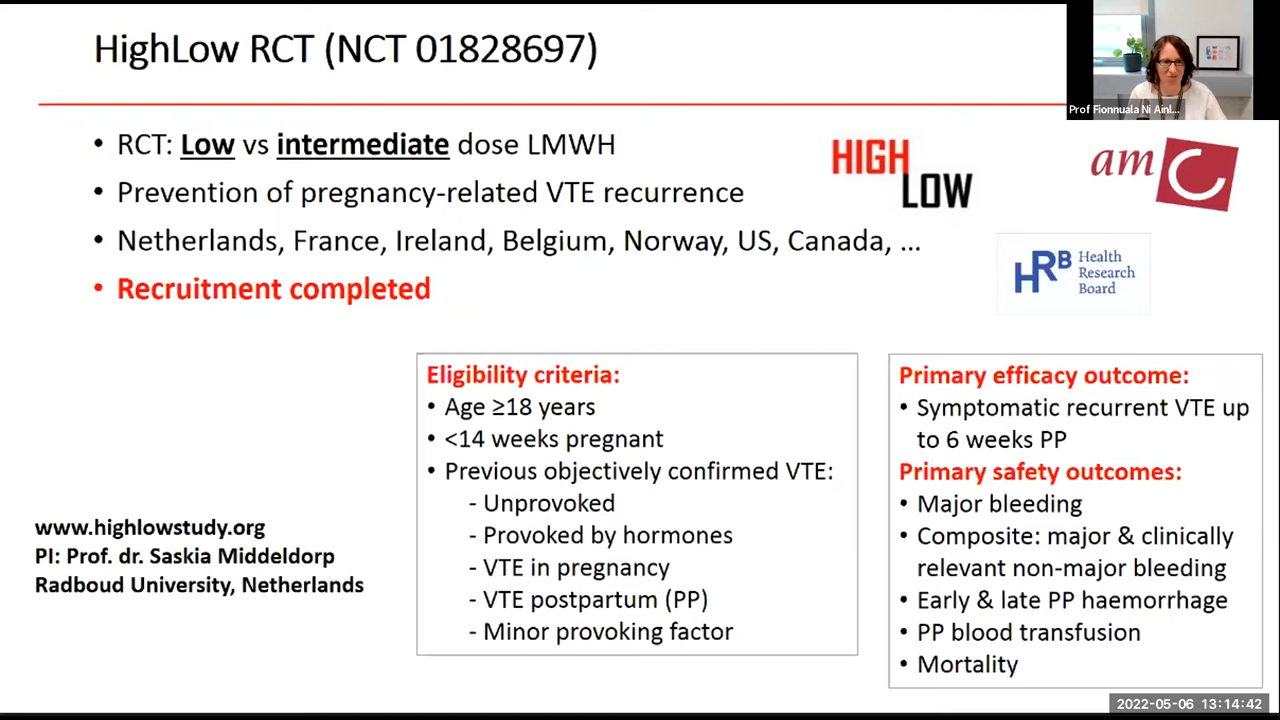 HighLow RCT (NCT 01828697)
Prof Fionnuala Ni Ainl...
• RCT: Low vs intermediate dose LMWH
• Prevention of pregnancy-related VTE recurrence
• Netherlands, France, Ireland, Belgium, Norway, US, Canada, ...
• Recruitment completed
HIGH
LOW
amC
HRB Health
Research
Board
Eligibility criteria:
• Age ≥18 years
• <14 weeks pregnant
• Previous objectively confirmed VTE:
- Unprovoked
- Provoked by hormones
- VTE in pregnancy
- VTE postpartum (PP)
- Minor provoking factor
Primary efficacy outcome:
• Symptomatic recurrent VTE up
to 6 weeks PP
Primary safety outcomes:
• Major bleeding
• Composite: major & clinically
relevant non-major bleeding
• Early & late PP haemorrhage
• PP blood transfusion
• Mortality
www.highlowstudy.org
PI: Prof. dr. Saskia Middeldorp
Radboud University, Netherlands
2022-05-06 13:14:42